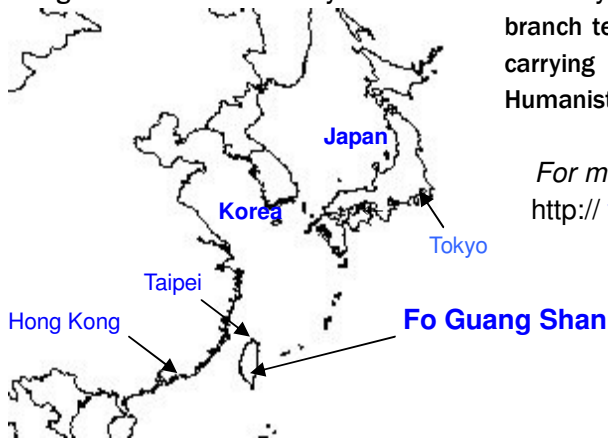 branch te
carrying
Humanist
Japan
For m
Korea
http://
Tokyo
Taipei
Hong Kong
Fo Guang Shan